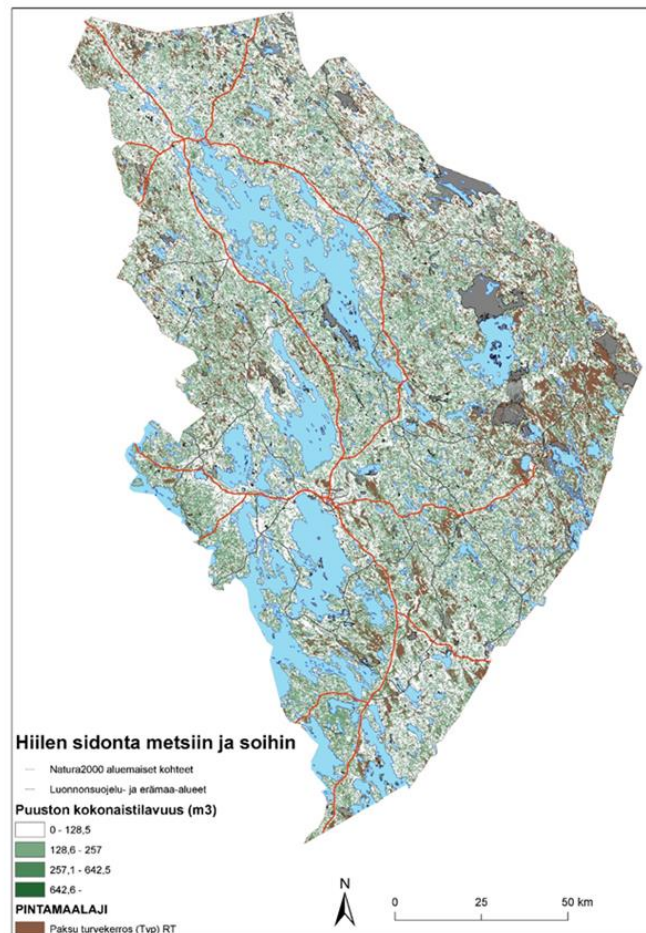 Hiilen sidonta metsiin ja soihin
Natura2000 aluemaiset kohteet
Luonnonsuojelu- ja erämaa-alueet
Puuston kokonaistilavuus (m3)
0 - 128,5
128,6 - 257
257,1 - 642,5
642,6 -
PINTAMAALAJI
Paksu turvekerros (Typ) RT
N
0 25 50 km